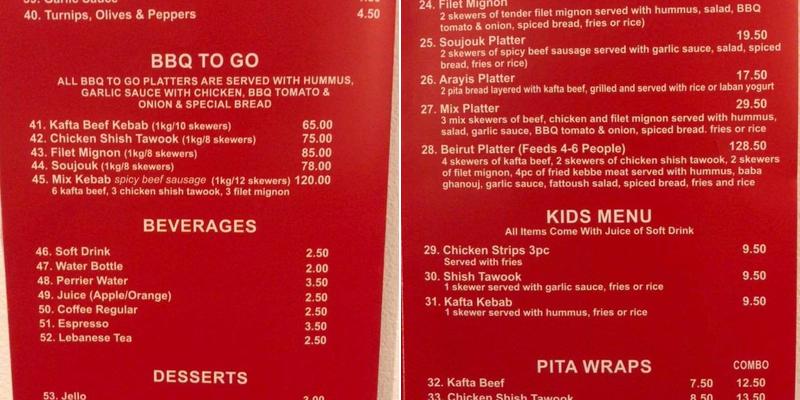 40. Turnips, Olives & Peppers 4.50
BBQ TO GO
ALL BBQ TO GO PLATTERS ARE SERVED WITH HUMMUS,
GARLIC SAUCE WITH CHICKEN, BBQ TOMATO &
ONION & SPECIAL BREAD
41. Kafta Beef Kebab (1kg/10 skewers) 65.00
42. Chicken Shish Tawook (1kg/8 skewers) 75.00
43. Filet Mignon (1kg/8 skewers) 85.00
44. Soujouk (1kg/8 skewers) 78.00
45. Mix Kebab spicy beef sausage (1kg/12 skewers) 120.00
6 kafta beef, 3 chicken shish tawook, 3 filet mignon
BEVERAGES
46. Soft Drink 2.50
47. Water Bottle 2.00
48. Perrier Water 3.50
49. Juice (Apple/Orange) 2.50
50. Coffee Regular 2.50
51. Espresso 3.50
52. Lebanese Tea 2.50
DESSERTS
53. Jello
24. Filet Mignon
2 skewers of tender filet mignon served with hummus, salad, BBQ
tomato & onion, spiced bread, fries or rice)
25. Soujouk Platter 19.50
2 skewers of spicy beef sausage served with garlic sauce, salad, spiced
bread, fries or rice)
26. Arayis Platter 17.50
2 pita bread layered with kafta beef, grilled and served with rice or laban yogurt
27. Mix Platter 29.50
3 mix skewers of beef, chicken and filet mignon served with hummus,
salad, garlic sauce, BBQ tomato & onion, spiced bread. fries or rice
28. Beirut Platter (Feeds 4-6 People) 128.50
4 skewers of kafta beef, 2 skewers of chicken shish tawook, 2 skewers
of filet mignon, 4pc of fried kebbe meat served with hummus, baba
ghanouj, garlic sauce, fattoush salad, spiced bread, fries and rice
KIDS MENU
All Items Come With Juice of Soft Drink
29. Chicken Strips 3pc 9.50
Served with fries
30. Shish Tawook 9.50
1 skewer served with garlic sauce, fries or rice
31. Kafta Kebab 9.50
1 skewer served with hummus, fries or rice
PITA WRAPS COMBO
32. Kafta Beef 7.50 12.50
33. Chicken Shish Tawook 8.50 13.50